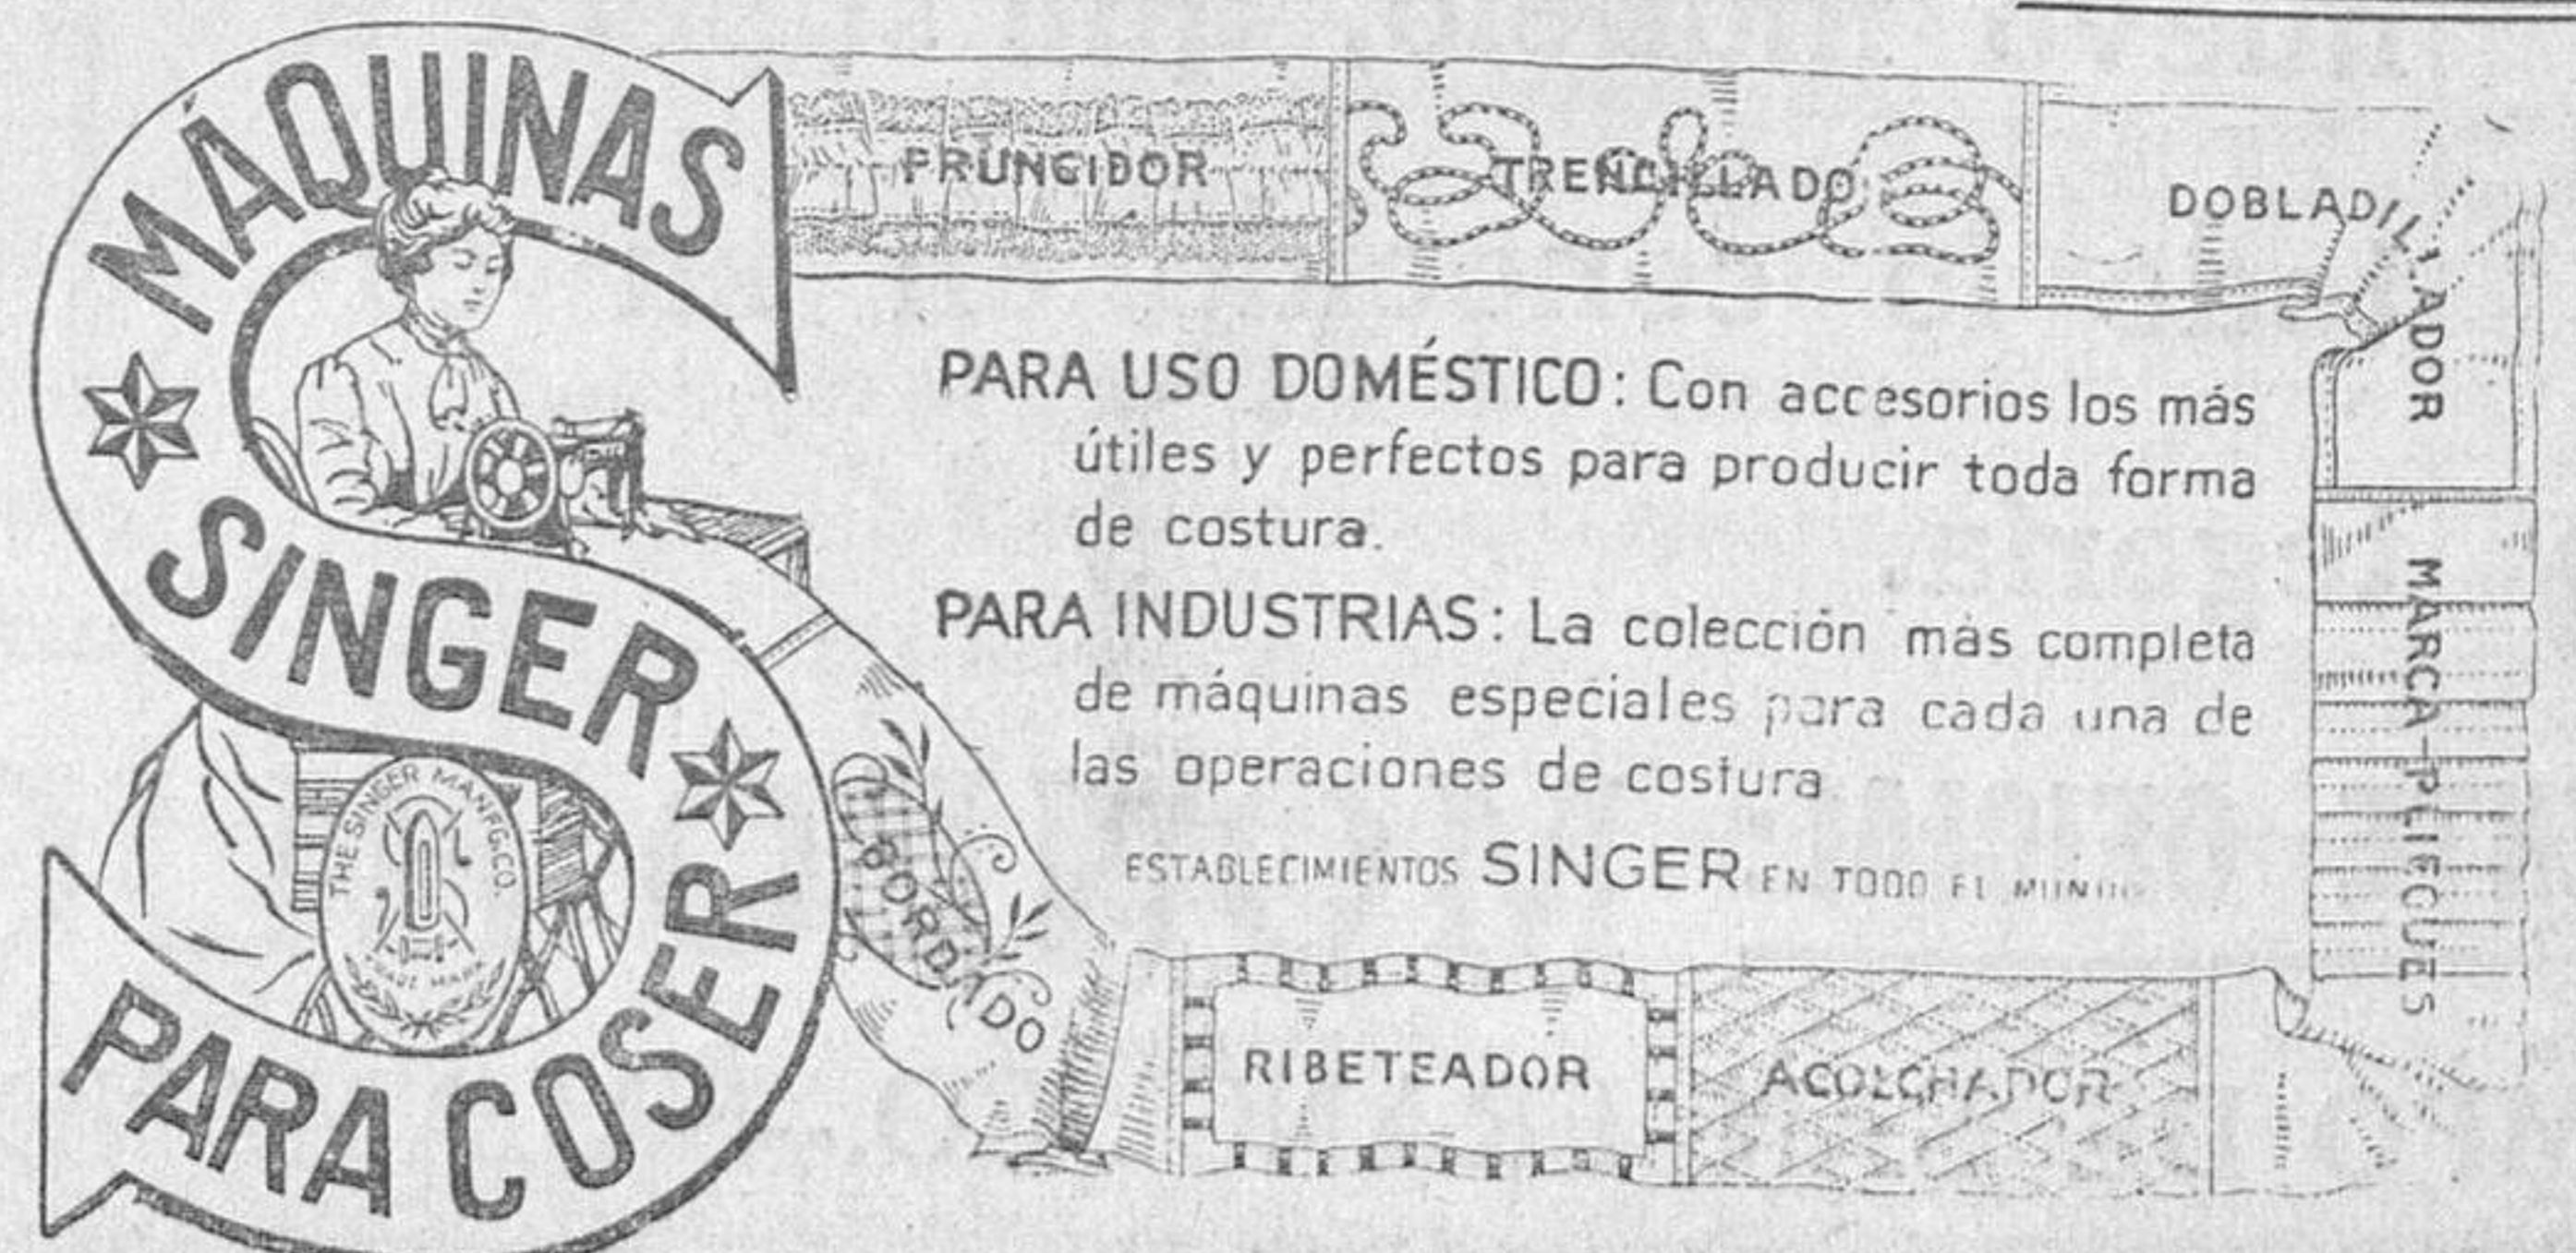 MÁQUINAS
SINGER
PARA COSER
THE SINGER MANFG.CO.
TRADE MARK
FRUNCIDOR
TRENCILLADO
DOBLADILLADOR
MARCA-PLIEGUES
PARA USO DOMÉSTICO: Con accesorios los más
útiles y perfectos para producir toda forma
de costura.
PARA INDUSTRIAS: La colección más completa
de máquinas especiales para cada una de
las operaciones de costura
ESTABLECIMIENTOS SINGER EN TODO EL MUNDO
BORDADO
RIBETEADOR
ACOLCHADOR